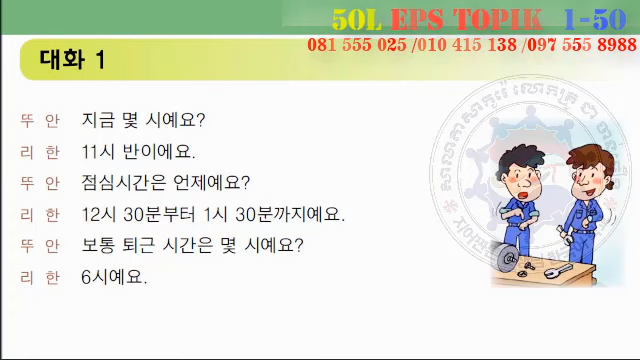 50L EPS TOPIK 1-50
081 555 025 /010 415 138 /097 555 8988
대화 1
뚜 안 지금 몇 시예요?
리 한 11시 반이에요.
뚜 안 점심시간은 언제예요?
리 한 12시 30분부터 1시 30분까지예요.
뚜 안 보통 퇴근 시간은 몇 시예요?
리 한 6시예요.